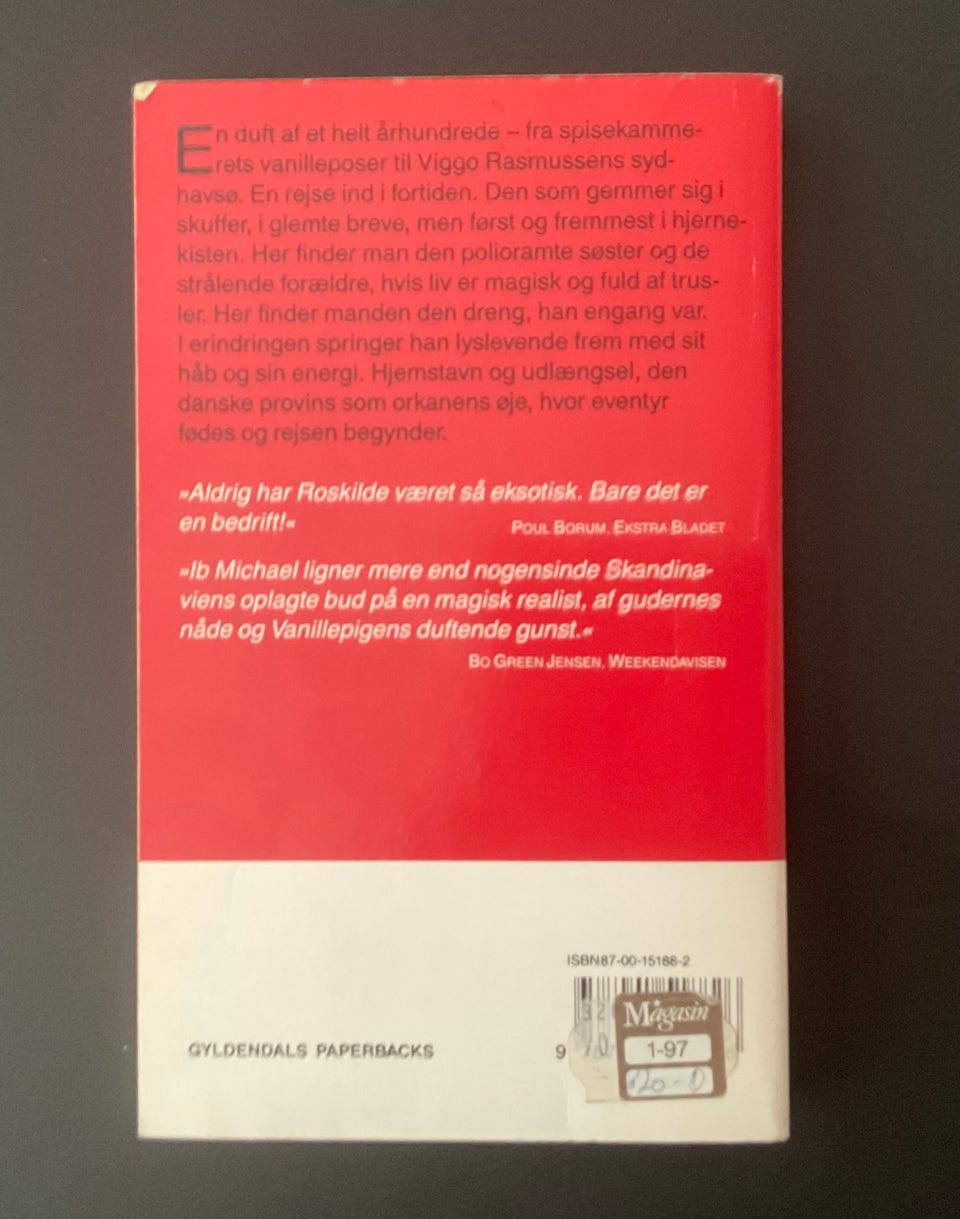 En duft af et helt århundrede – fra spisekamme-
rets vanilleposer til Viggo Rasmussens syd-
havsø. En rejse ind i fortiden. Den som gemmer sig i
skuffer, i glemte breve, men først og fremmest i hjerne-
kisten. Her finder man den polioramte søster og de
strålende forældre, hvis liv er magisk og fuld af trus-
ler. Her finder manden den dreng, han engang var.
I erindringen springer han lyslevende frem med sit
håb og sin energi. Hjemstavn og udlængsel, den
danske provins som orkanens øje, hvor eventyr
fødes og rejsen begynder.
»Aldrig har Roskilde været så eksotisk. Bare det er
en bedrift!«
POUL BORUM, EKSTRA BLADET
»Ib Michael ligner mere end nogensinde Skandina-
viens oplagte bud på en magisk realist, af gudernes
nåde og Vanillepigens duftende gunst.«
BO GREEN JENSEN, WEEKENDAVISEN
ISBN 87-00-15188-2
Magasin
1-97
GYLDENDALS PAPERBACKS
9